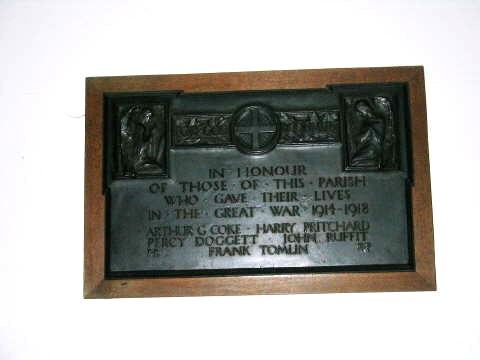 IN HONOUR
OF THOSE · OF · THIS · PARISH
WHO · GAVE · THEIR · LIVES
IN · THE · GREAT · WAR · 1914-1918
ARTHUR G COKE · HARRY PRITCHARD
PERCY DOGGETT · JOHN RUFFIT
FRANK TOMLIN